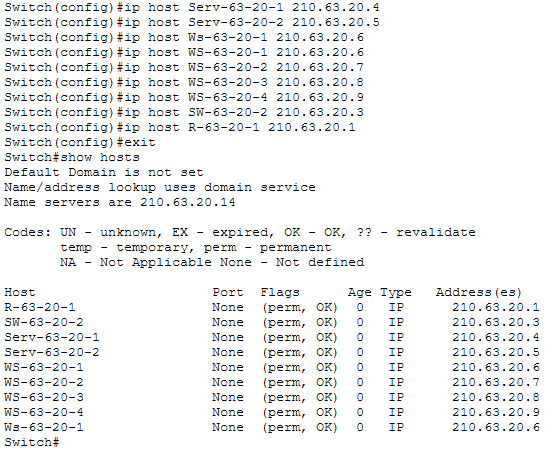 Switch(config)#ip host Serv-63-20-1 210.63.20.4
Switch(config)#ip host Serv-63-20-2 210.63.20.5
Switch(config)#ip host Ws-63-20-1 210.63.20.6
Switch(config)#ip host WS-63-20-1 210.63.20.6
Switch(config)#ip host WS-63-20-2 210.63.20.7
Switch(config)#ip host WS-63-20-3 210.63.20.8
Switch(config)#ip host WS-63-20-4 210.63.20.9
Switch(config)#ip host SW-63-20-2 210.63.20.3
Switch(config)#ip host R-63-20-1 210.63.20.1
Switch(config)#exit
Switch#show hosts
Default Domain is not set
Name/address lookup uses domain service
Name servers are 210.63.20.14
Codes: UN - unknown, EX - expired, OK - OK, ?? - revalidate
temp - temporary, perm - permanent
NA - Not Applicable None - Not defined
Host Port Flags Age Type Address(es)
R-63-20-1 None (perm, OK) 0 IP 210.63.20.1
SW-63-20-2 None (perm, OK) 0 IP 210.63.20.3
Serv-63-20-1 None (perm, OK) 0 IP 210.63.20.4
Serv-63-20-2 None (perm, OK) 0 IP 210.63.20.5
WS-63-20-1 None (perm, OK) 0 IP 210.63.20.6
WS-63-20-2 None (perm, OK) 0 IP 210.63.20.7
WS-63-20-3 None (perm, OK) 0 IP 210.63.20.8
WS-63-20-4 None (perm, OK) 0 IP 210.63.20.9
Ws-63-20-1 None (perm, OK) 0 IP 210.63.20.6
Switch#